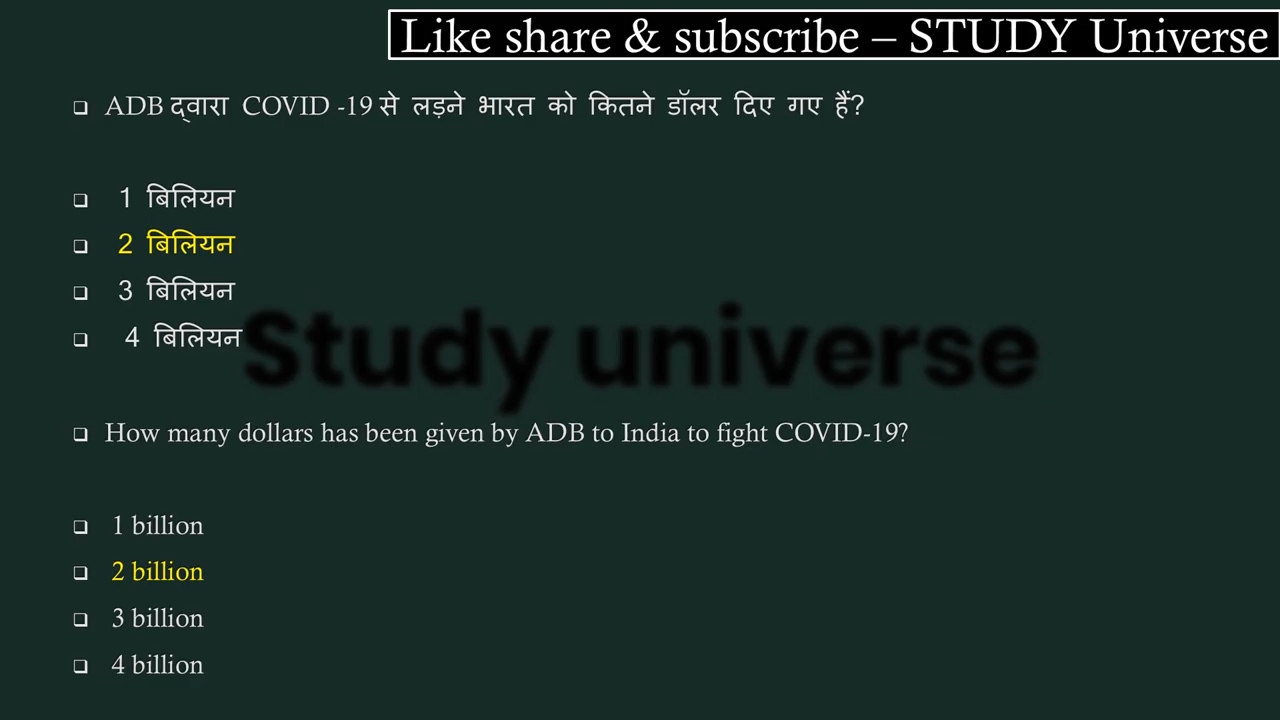 Like share & subscribe – STUDY Universe
ADB द्वारा COVID -19 से लड़ने भारत को कितने डॉलर दिए गए हैं?
1 बिलियन
2 बिलियन
3 बिलियन
4 बिलियन
Study universe
How many dollars has been given by ADB to India to fight COVID-19?
1 billion
2 billion
3 billion
4 billion